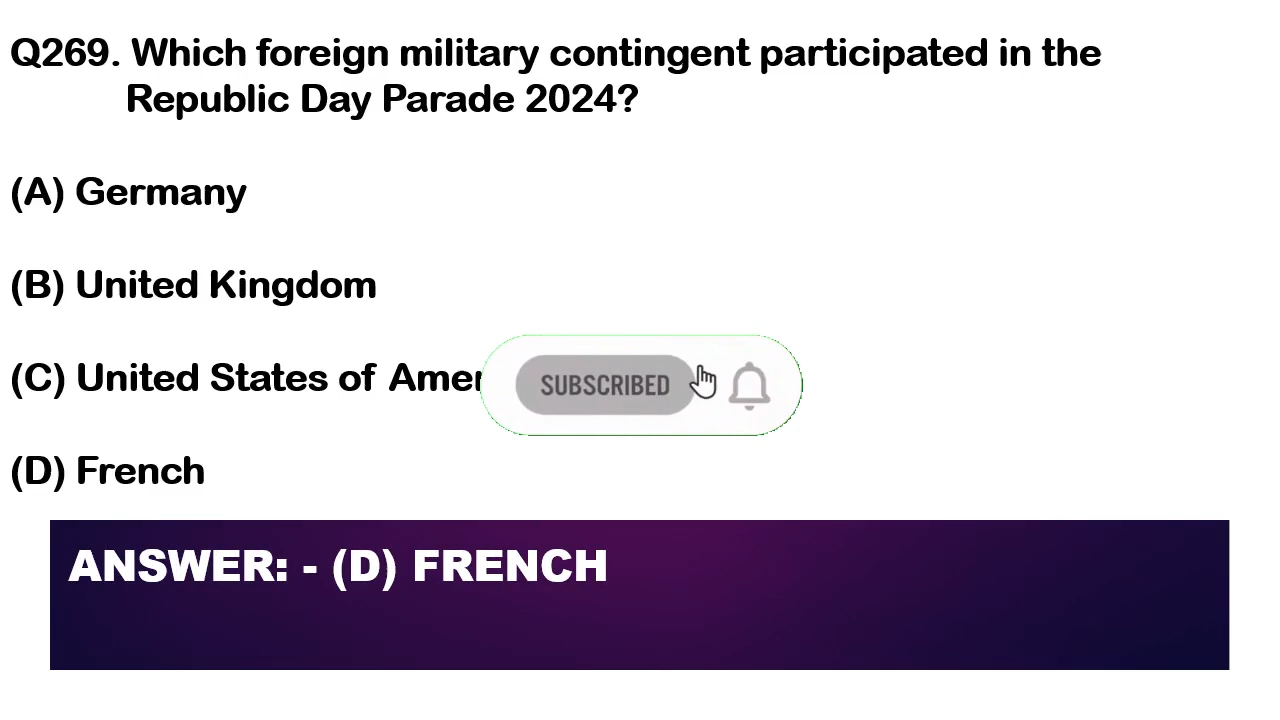 Q269. Which foreign military contingent participated in the
Republic Day Parade 2024?
(A) Germany
(B) United Kingdom
(C) United States of
SUBSCRIBED
(D) French
ANSWER: - (D) FRENCH